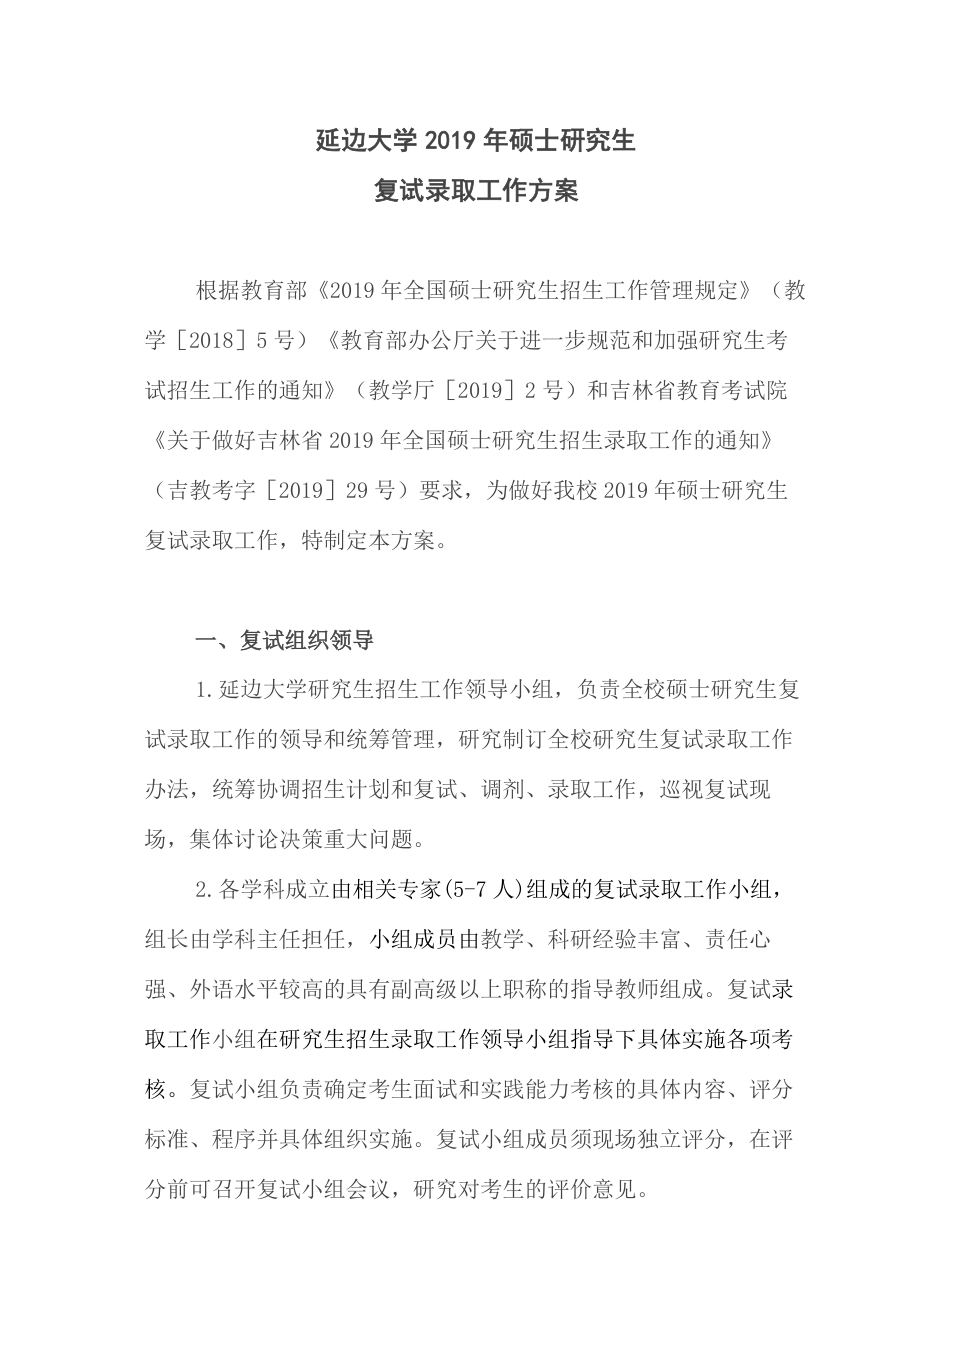 延边大学 2019 年硕士研究生
复试录取工作方案
根据教育部《2019 年全国硕士研究生招生工作管理规定》（教
学［2018］5 号）《教育部办公厅关于进一步规范和加强研究生考
试招生工作的通知》（教学厅［2019］2 号）和吉林省教育考试院
《关于做好吉林省 2019 年全国硕士研究生招生录取工作的通知》
（吉教考字［2019］29 号）要求，为做好我校 2019 年硕士研究生
复试录取工作，特制定本方案。
一、复试组织领导
1.延边大学研究生招生工作领导小组，负责全校硕士研究生复
试录取工作的领导和统筹管理，研究制订全校研究生复试录取工作
办法，统筹协调招生计划和复试、调剂、录取工作，巡视复试现
场，集体讨论决策重大问题。
2.各学科成立由相关专家(5-7 人)组成的复试录取工作小组，
组长由学科主任担任，小组成员由教学、科研经验丰富、责任心
强、外语水平较高的具有副高级以上职称的指导教师组成。复试录
取工作小组在研究生招生录取工作领导小组指导下具体实施各项考
核。复试小组负责确定考生面试和实践能力考核的具体内容、评分
标准、程序并具体组织实施。复试小组成员须现场独立评分，在评
分前可召开复试小组会议，研究对考生的评价意见。